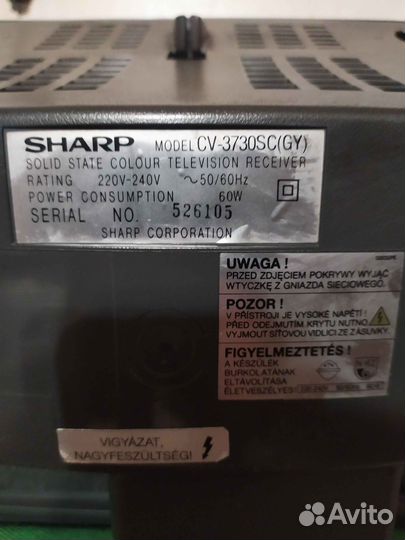 SHARP MODEL CV-3730SC(GY)
SOLID STATE COLOUR TELEVISION RECEIVER
RATING 220V-240V ~50/60Hz
POWER CONSUMPTION 60W
SERIAL NO. 526105
SHARP CORPORATION
UWAGA !
PRZED ZDJĘCIEM POKRYWY WYJĄĆ
WTYCZKĘ Z GNIAZDA SIECIOWEGO.
POZOR !
V PŘÍSTROJI JE VYSOKÉ NAPĚTÍ !
PŘED ODEJMUTÍM KRYTU NUTNO
VYJMOUT SÍŤOVOU VIDLICI ZE ZÁSUVKY.
FIGYELMEZTETÉS !
A KÉSZÜLÉK
BURKOLATÁNAK
ELTÁVOLÍTÁSA
ÉLETVESZÉLYES!
VIGYÁZAT,
NAGYFESZÜLTSÉG!
Avito